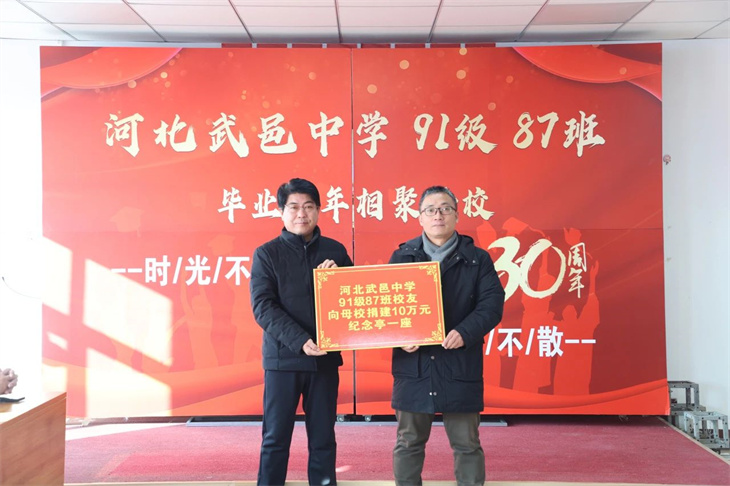 河北武邑中学 91级 87班
毕业 年相聚 校
--时/光/不
30周年
/不/散--
河北武邑中学
91级87班校友
向母校捐建10万元
纪念亭一座